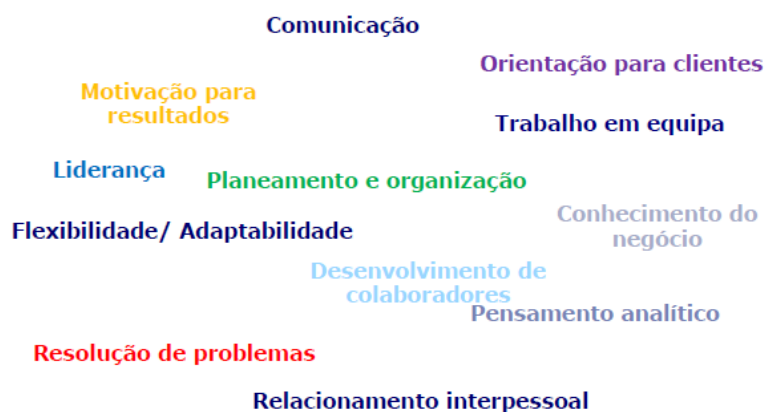 Comunicação
Orientação para clientes
Motivação para
resultados
Trabalho em equipa
Liderança
Planeamento e organização
Conhecimento do
negócio
Flexibilidade/ Adaptabilidade
Desenvolvimento de
colaboradores
Pensamento analítico
Resolução de problemas
Relacionamento interpessoal